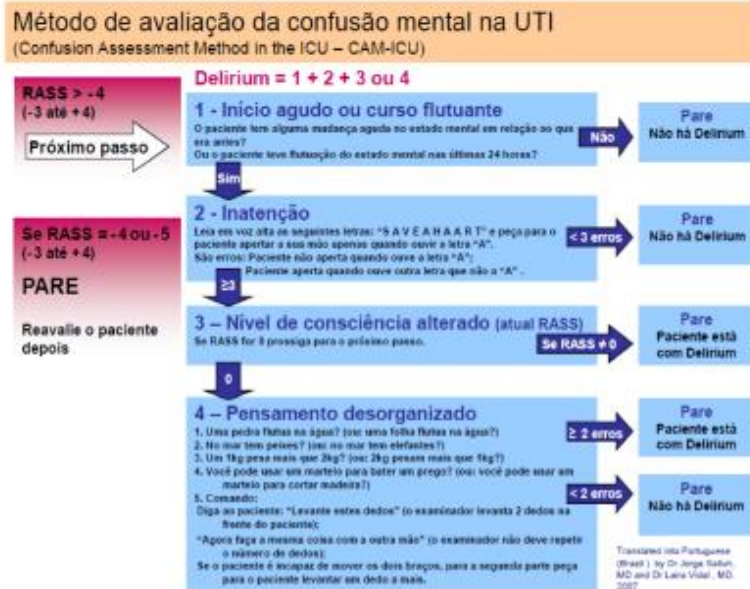 Método de avaliação da confusão mental na UTI
(Confusion Assessment Method in the ICU – CAM-ICU)
RASS > -4
(-3 até +4)
Próximo passo
Se RASS = -4 ou -5
(-3 até +4)
PARE
Reavalie o paciente
depois
Delirium = 1 + 2 + 3 ou 4
1 - Início agudo ou curso flutuante
O paciente tem alguma mudança aguda no estado mental em relação ao que
era antes?
Ou o paciente teve flutuação do estado mental nas últimas 24 horas?
Não
Pare
Não há Delirium
Sim
2 - Inatenção
Leia em voz alta as seguintes letras: "S A V E A H A A R T" e peça para o
paciente apertar a sua mão apenas quando ouvir a letra "A".
São erros: Paciente não aperta quando ouve a letra "A";
Paciente aperta quando ouve outra letra que não a "A" .
< 3 erros
Pare
Não há Delirium
≥3
3 – Nível de consciência alterado (atual RASS)
Se RASS for 0 prossiga para o próximo passo.
Se RASS ≠ 0
Pare
Paciente está
com Delirium
0
4 – Pensamento desorganizado
1. Uma pedra flutua na água? (ou: uma folha flutua na água?)
2. No mar tem peixes? (ou: no mar tem elefantes?)
3. Um 1kg pesa mais que 2kg? (ou: 2kg pesam mais que 1kg?)
4. Você pode usar um martelo para bater um prego? (ou: você pode usar um
martelo para cortar madeira?)
5. Comando:
Diga ao paciente: "Levante estes dedos" (o examinador levanta 2 dedos na
frente do paciente);
"Agora faça a mesma coisa com a outra mão" (o examinador não deve repete
o número de dedos);
Se o paciente é incapaz de mover os dois braços, para a segunda parte peça
para o paciente levantar um dedo a mais.
≥ 2 erros
Pare
Paciente está
com Delirium
< 2 erros
Pare
Não há Delirium
Translated into Portuguese
(Brazil ) by Dr Jorge
MD and Dr Vidal , MD.
2007